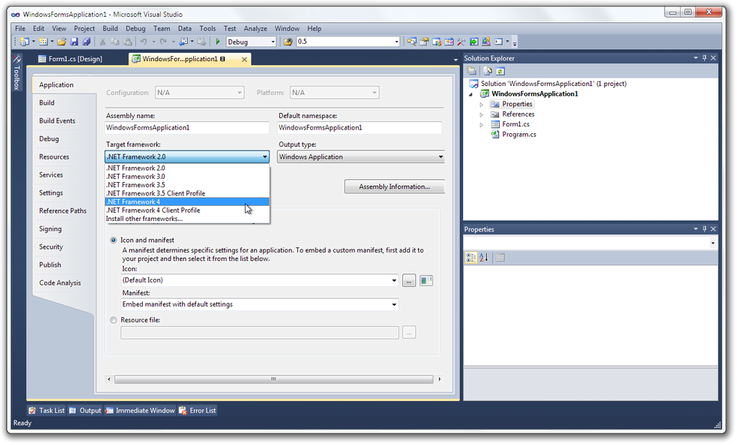 WindowsFormsApplication1 - Microsoft Visual Studio
File Edit View Project Build Debug Team Data Tools Test Analyze Window Help
Debug 0.5
Toolbox
Form1.cs [Design] WindowsFor...pplication1
Application
Build
Build Events
Debug
Resources
Services
Settings
Reference Paths
Signing
Security
Publish
Code Analysis
Configuration: N/A Platform: N/A
Assembly name: Default namespace:
WindowsFormsApplication1 WindowsFormsApplication1
Target framework: Output type:
.NET Framework 2.0 Windows Application
.NET Framework 2.0
.NET Framework 3.0
.NET Framework 3.5
.NET Framework 3.5 Client Profile
.NET Framework 4
.NET Framework 4 Client Profile
Install other frameworks...
Assembly Information...
Icon and manifest
A manifest determines specific settings for an application. To embed a custom manifest, first add it to
your project and then select it from the list below.
Icon:
(Default Icon) ...
Manifest:
Embed manifest with default settings
Resource file:
...
Solution Explorer
Solution 'WindowsFormsApplication1' (1 project)
WindowsFormsApplication1
Properties
References
Form1.cs
Program.cs
Properties
Task List Output Immediate Window Error List
Ready